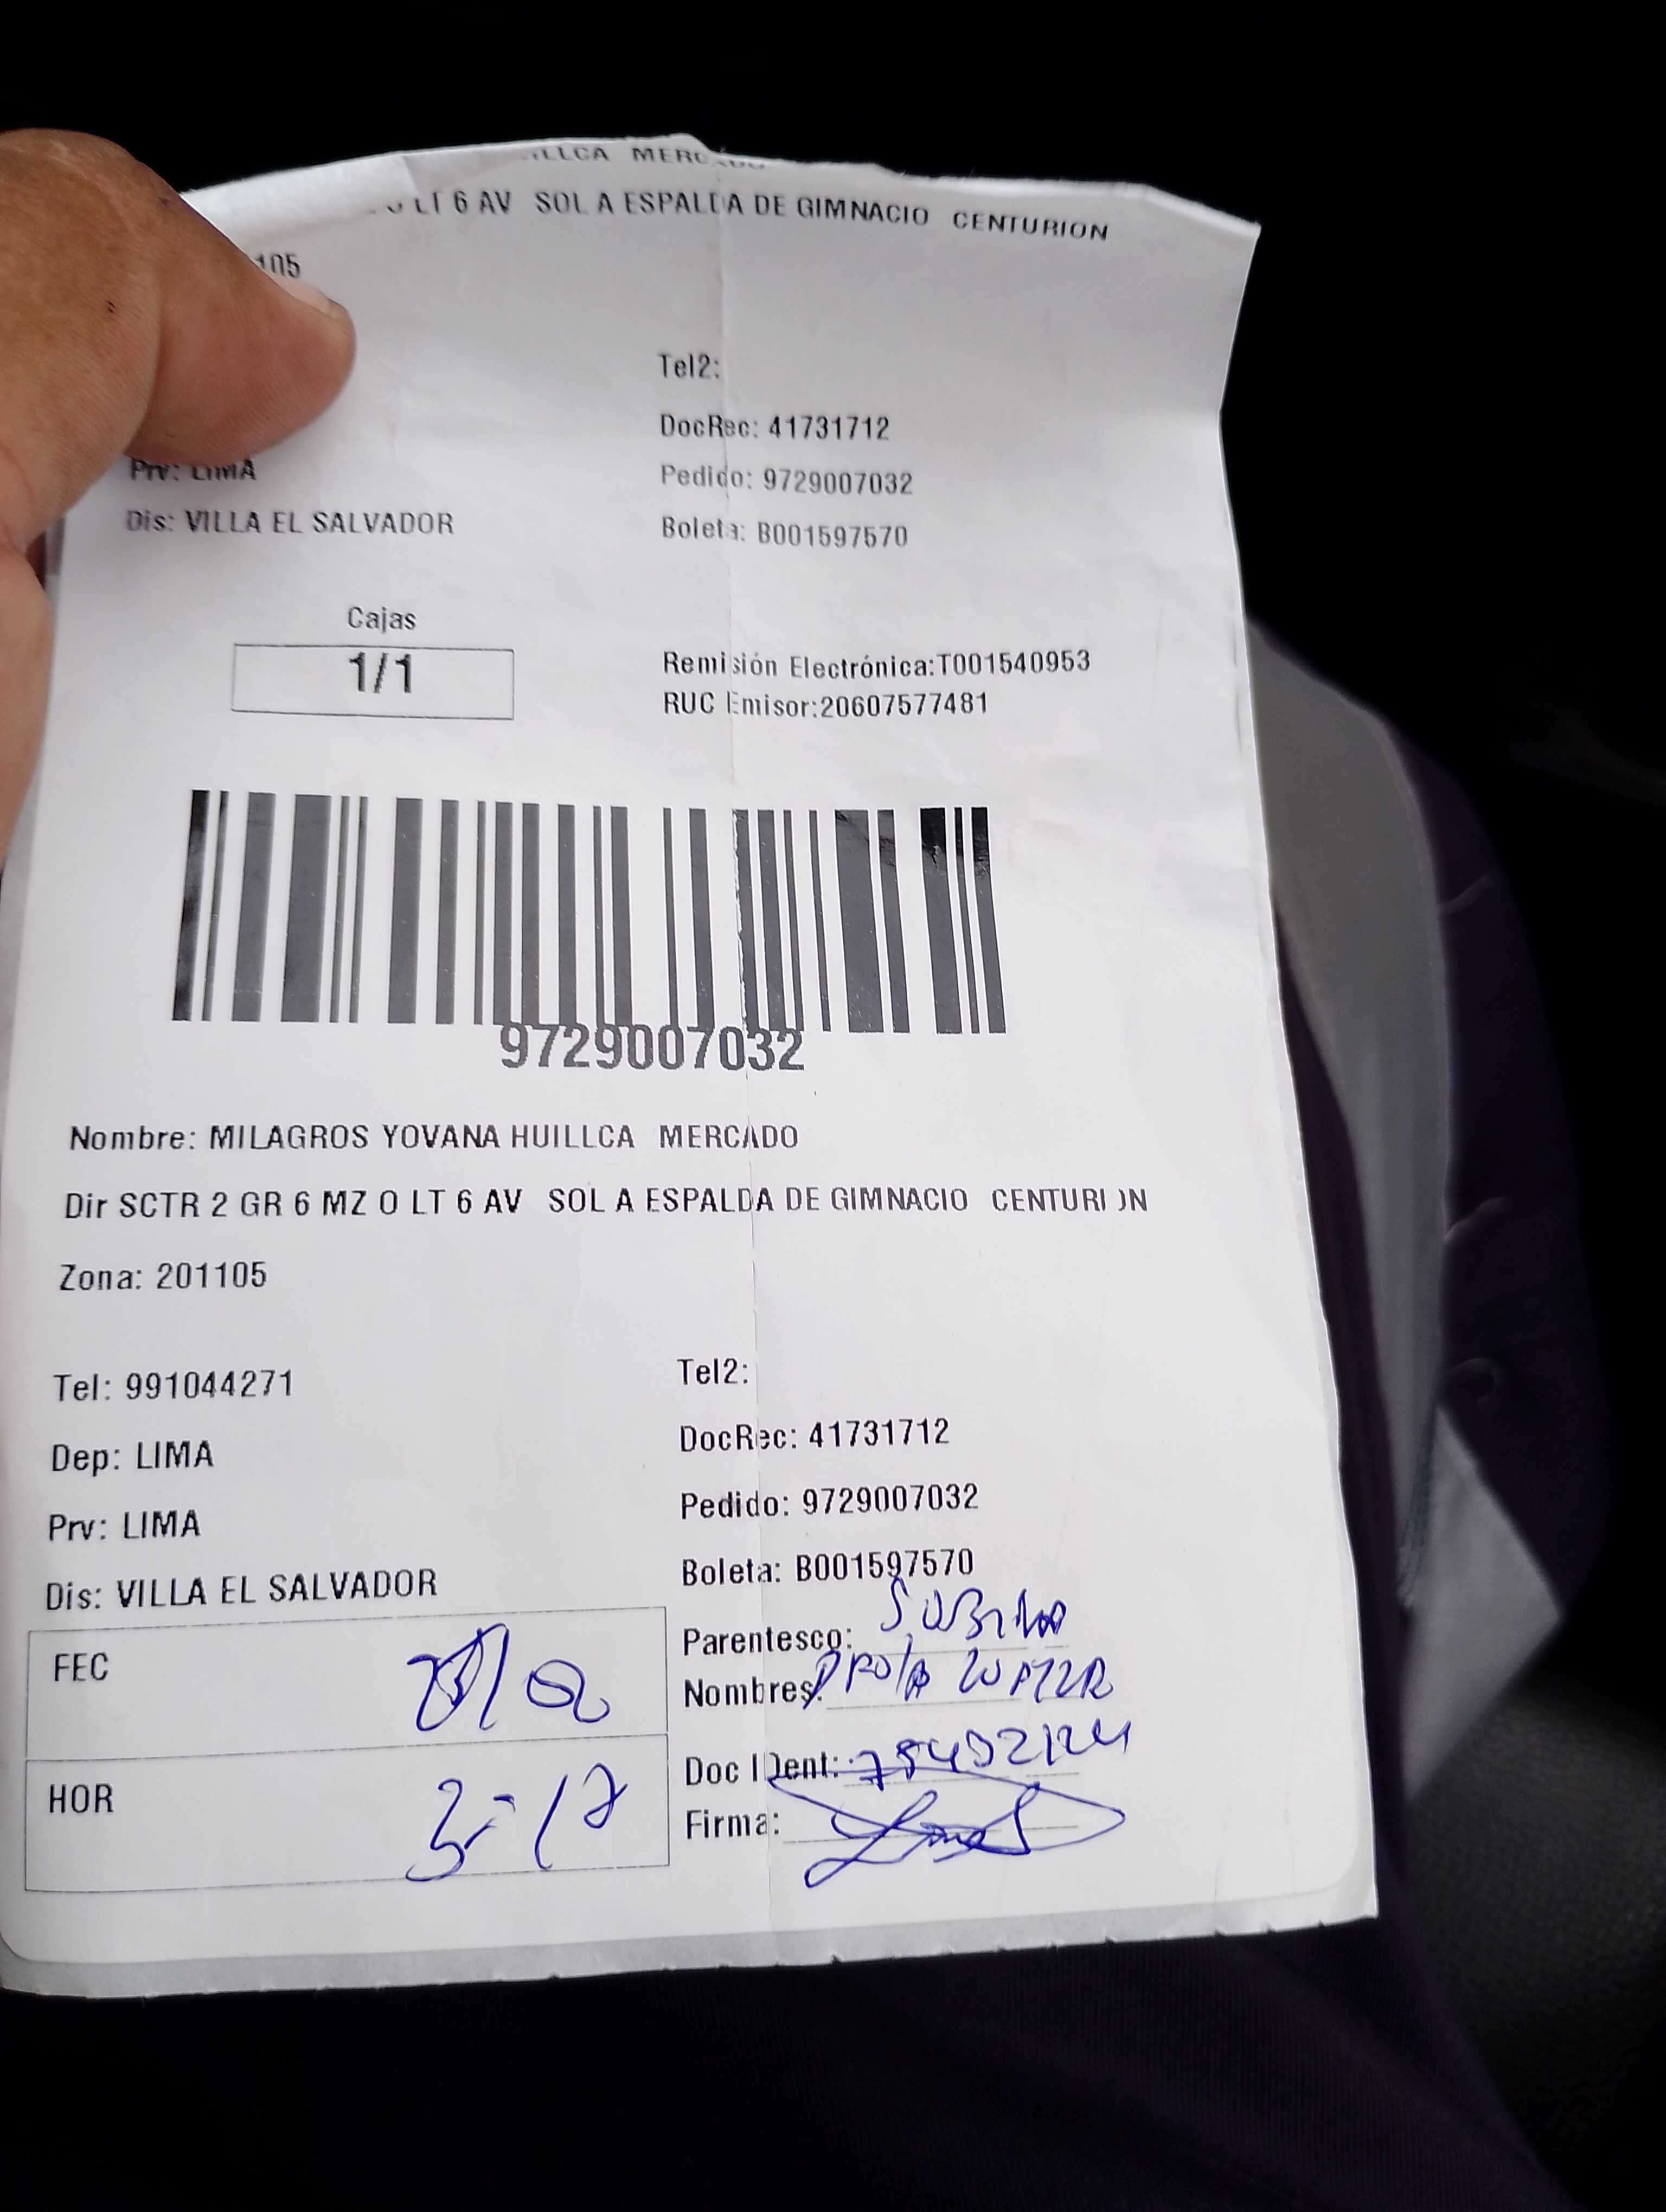 MERCADO
LT 6 AV SOL A ESPALDA DE GIMNACIO CENTURION
105
Tel2:
DocRec: 41731712
Prv: LIMA
Pedido: 9729007032
Dis: VILLA EL SALVADOR
Boleta: B001597570
Cajas
1/1
Remisión Electrónica:T001540953
RUC Emisor:20607577481
9729007032
Nombre: MILAGROS YOVANA HUILLCA MERCADO
Dir SCTR 2 GR 6 MZ O LT 6 AV SOL A ESPALDA DE GIMNACIO CENTURION
Zona: 201105
Tel: 991044271
Tel2:
Dep: LIMA
DocRec: 41731712
Prv: LIMA
Pedido: 9729007032
Dis: VILLA EL SALVADOR
Boleta: B001597570
FEC
Parentesco:
Nombres:
HOR
Doc IDent:
Firma: